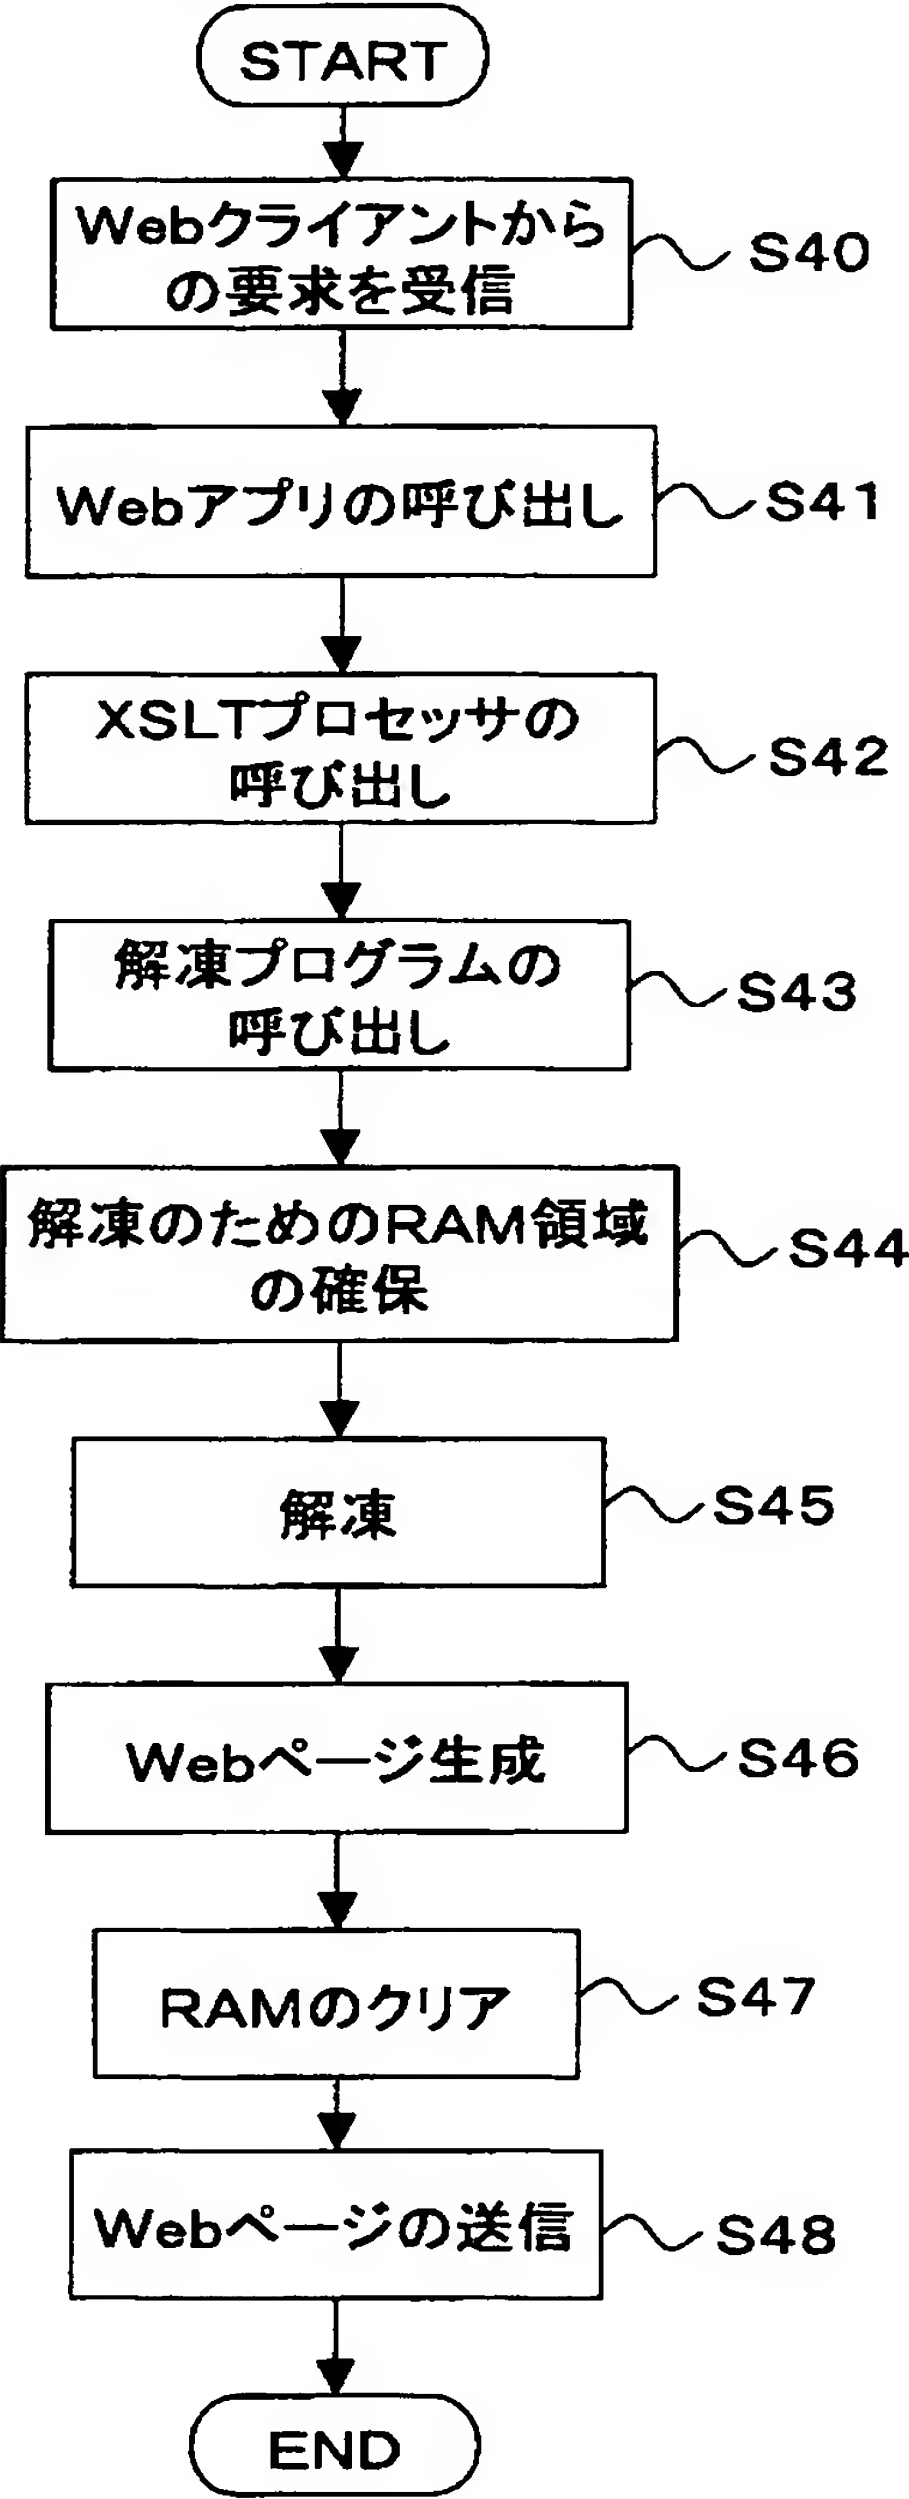 START
Webクライアントから
の要求を受信
S40
Webアプリの呼び出し
S41
XSLTプロセッサの
呼び出し
S42
解凍プログラムの
呼び出し
S43
解凍のためのRAM領域
の確保
S44
解凍
S45
Webページ生成
S46
RAMのクリア
S47
Webページの送信
S48
END